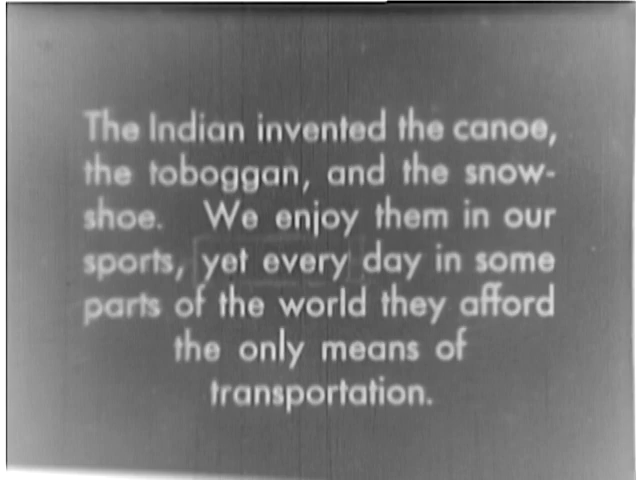 The Indian invented the canoe,
the toboggan, and the snow-
shoe. We enjoy them in our
sports, yet every day in some
parts of the world they afford
the only means of
transportation.